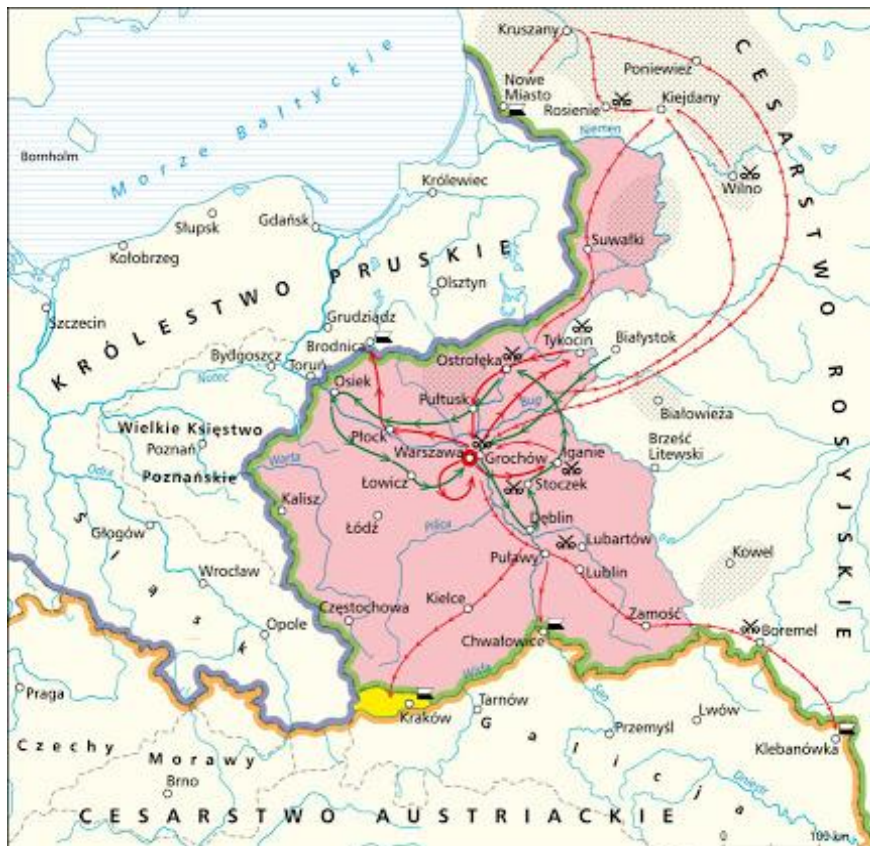 Kruszany
CESARSTWO ROSYJSKIE
Poniewież
Nowe
Miasto
Rosienie
Kiejdany
Morze Bałtyckie
Niemen
Bornholm
Wilno
Królewiec
Słupsk
Gdańsk
Suwałki
Kołobrzeg
KRÓLESTWO PRUSKIE
Olsztyn
Szczecin
Grudziądz
Brodnica
Tykocin
Białystok
Bydgoszcz
Toruń
Ostrołęka
Noteć
Osiek
Pułtusk
Bug
Białowieża
Wielkie Księstwo
Poznańskie
Poznań
Płock
Warszawa
Grochów
Iganie
Brześć
Litewski
Warta
Odra
Łowicz
Stoczek
Kalisz
Łódź
Pilica
Dęblin
Głogów
Śląsk
Lubartów
Puławy
Kowel
Wrocław
Lublin
Częstochowa
Kielce
Zamość
Opole
Chwałowice
Boremel
Wisła
Praga
Kraków
Tarnów
San
Lwów
Przemyśl
Galicja
Klebanówka
Czechy
Morawy
Brno
Dniestr
CESARSTWO AUSTRIACKIE
0 100 km